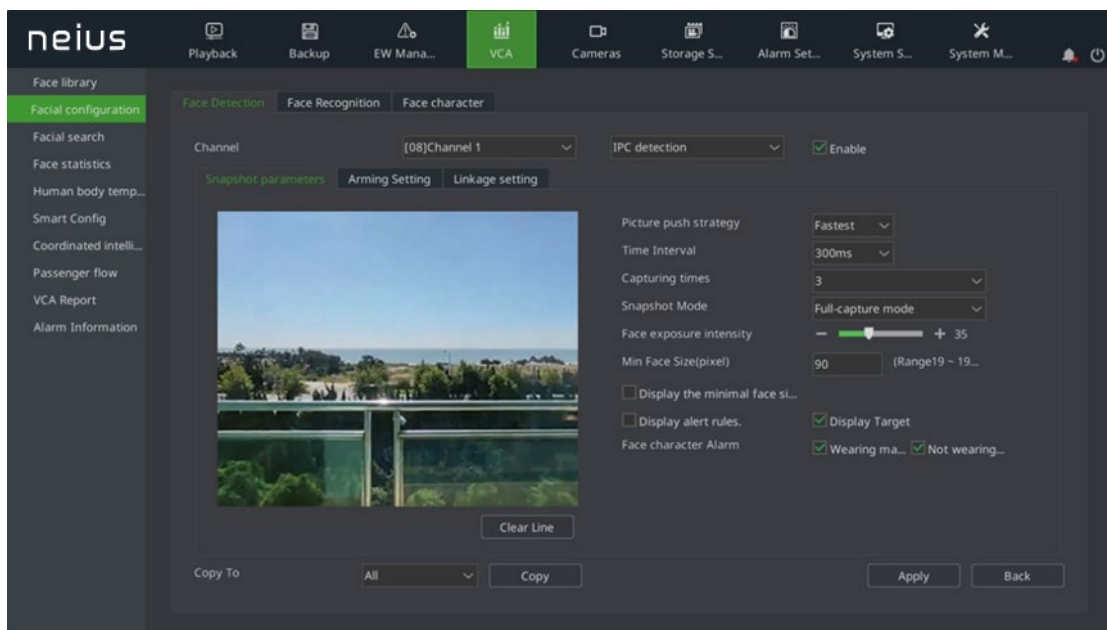 neius
Playback Backup EW Mana... VCA Cameras Storage S... Alarm Set... System S... System M...
Face library
Facial configuration
Facial search
Face statistics
Human body temp...
Smart Config
Coordinated intelli...
Passenger flow
VCA Report
Alarm Information
Face Detection Face Recognition Face character
Channel [08]Channel 1 IPC detection Enable
Snapshot parameters Arming Setting Linkage setting
Picture push strategy Fastest
Time Interval 300ms
Capturing times 3
Snapshot Mode Full-capture mode
Face exposure intensity 35
Min Face Size(pixel) 90 (Range19 ~ 19...
Display the minimal face si...
Display alert rules. Display Target
Face character Alarm Wearing ma... Not wearing...
Clear Line
Copy To All Copy Apply Back